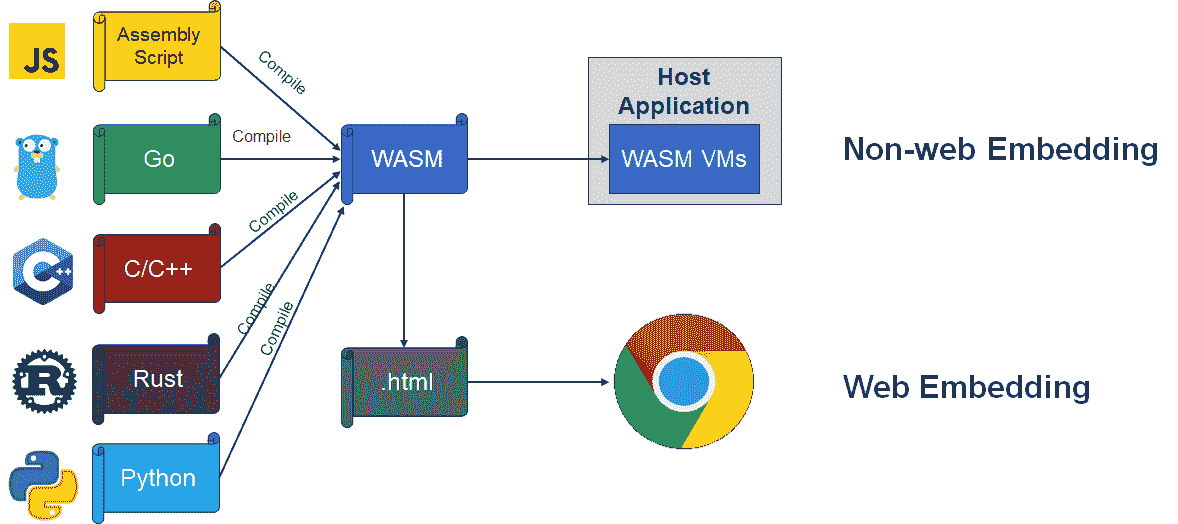 JS
Assembly
Script
Compile
Host
Application
Go
Compile
WASM
WASM VMs
Non-web Embedding
C++
C/C++
Compile
R
Rust
Compile
Compile
.html
Web Embedding
Python